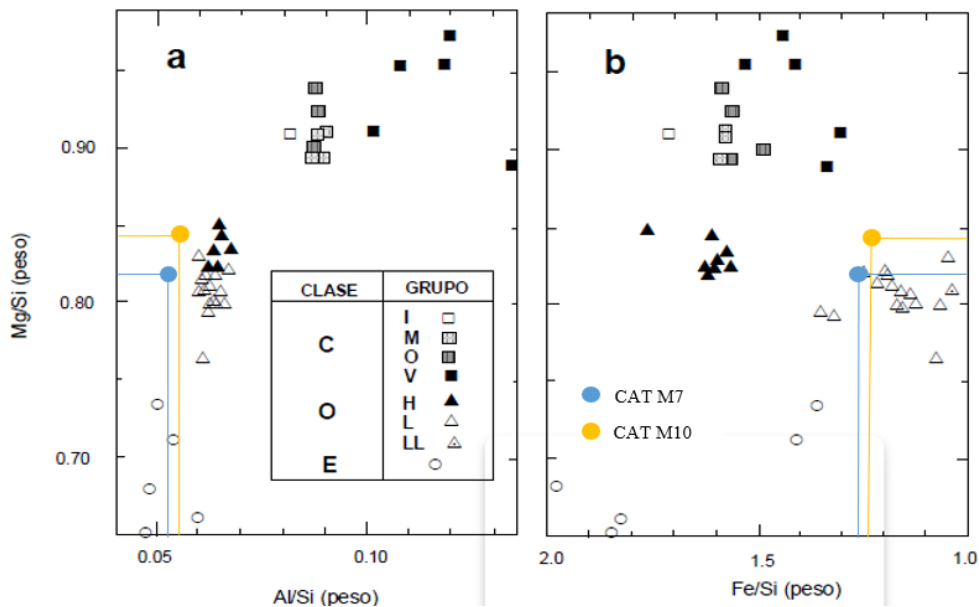 a
b
Mg/Si (peso)
0.90
0.80
0.70
CLASE
GRUPO
C
I
M
O
V
O
H
L
LL
E
CAT M7
CAT M10
0.05
0.10
2.0
1.5
1.0
Al/Si (peso)
Fe/Si (peso)